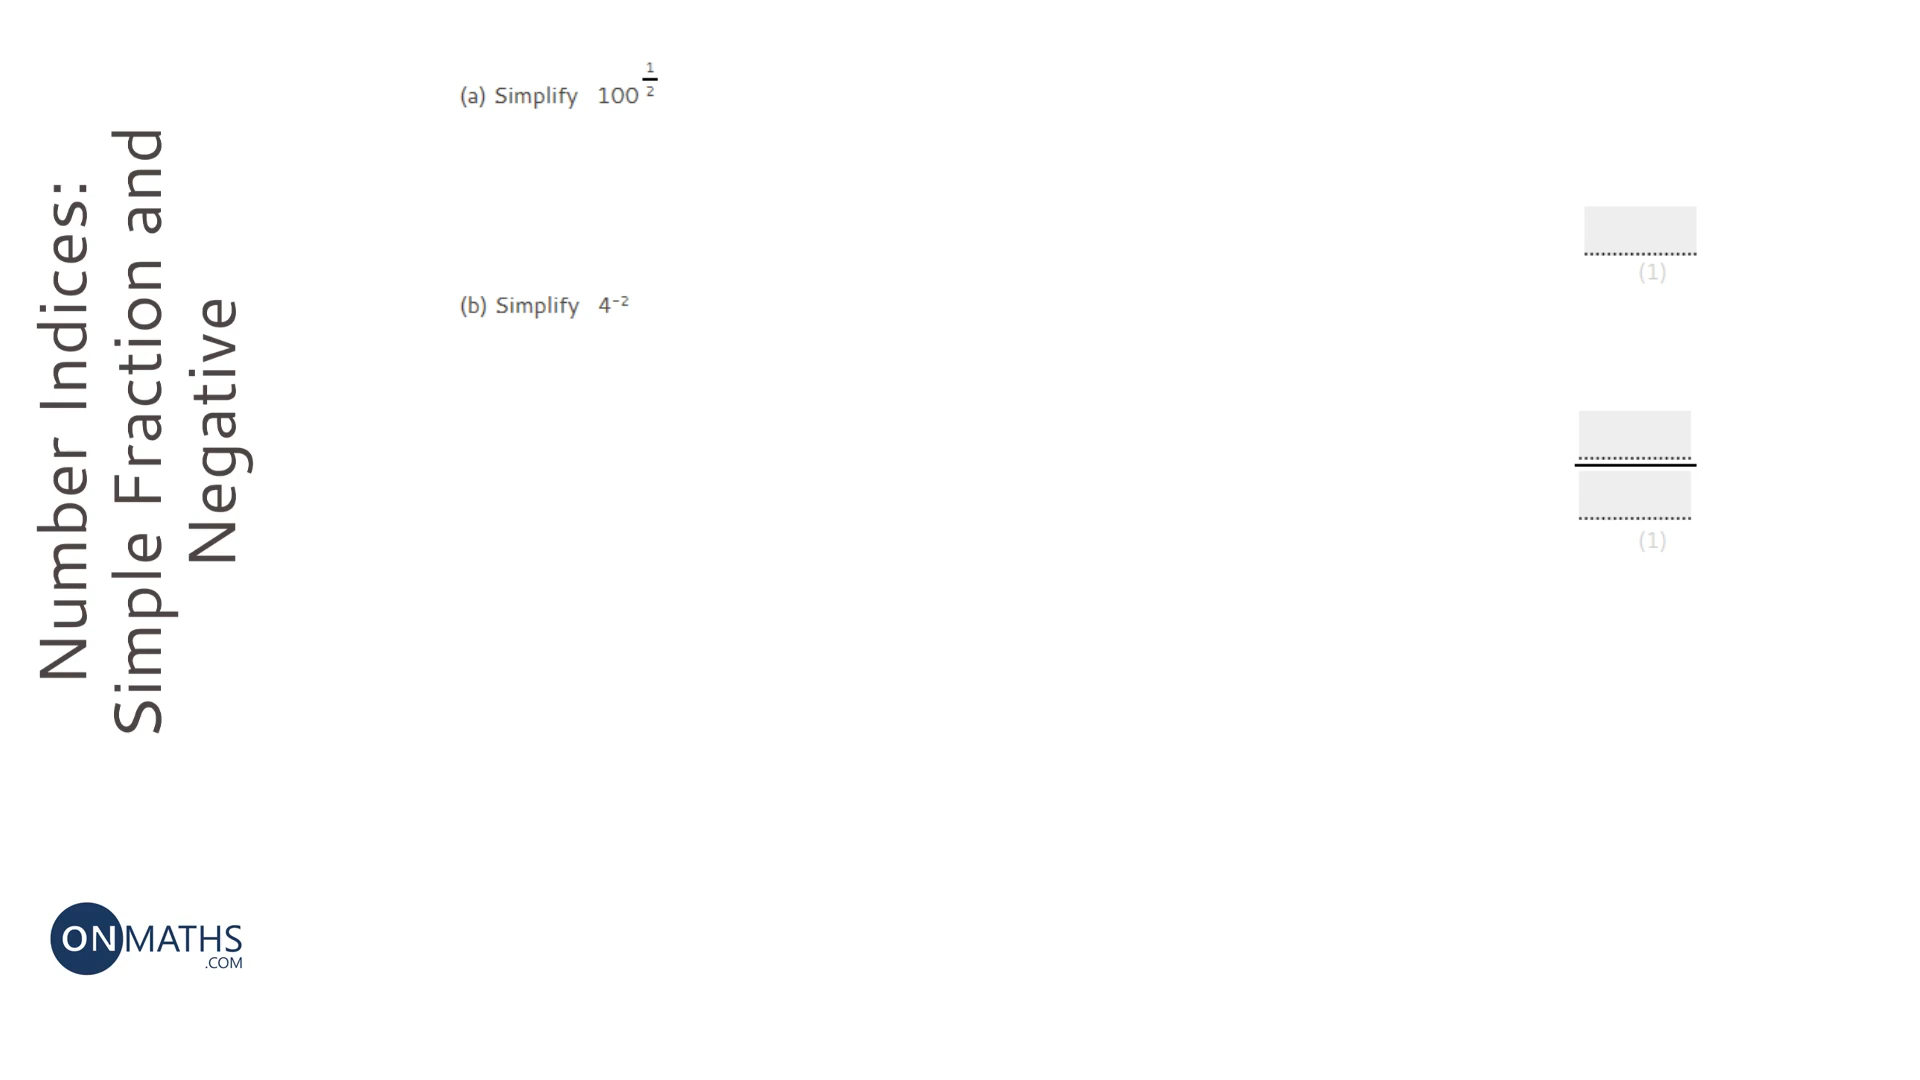 Number Indices:
Simple Fraction and
Negative
(a) Simplify 100^(1/2)
(1)
(b) Simplify 4⁻²
(1)
ONMATHS
.COM